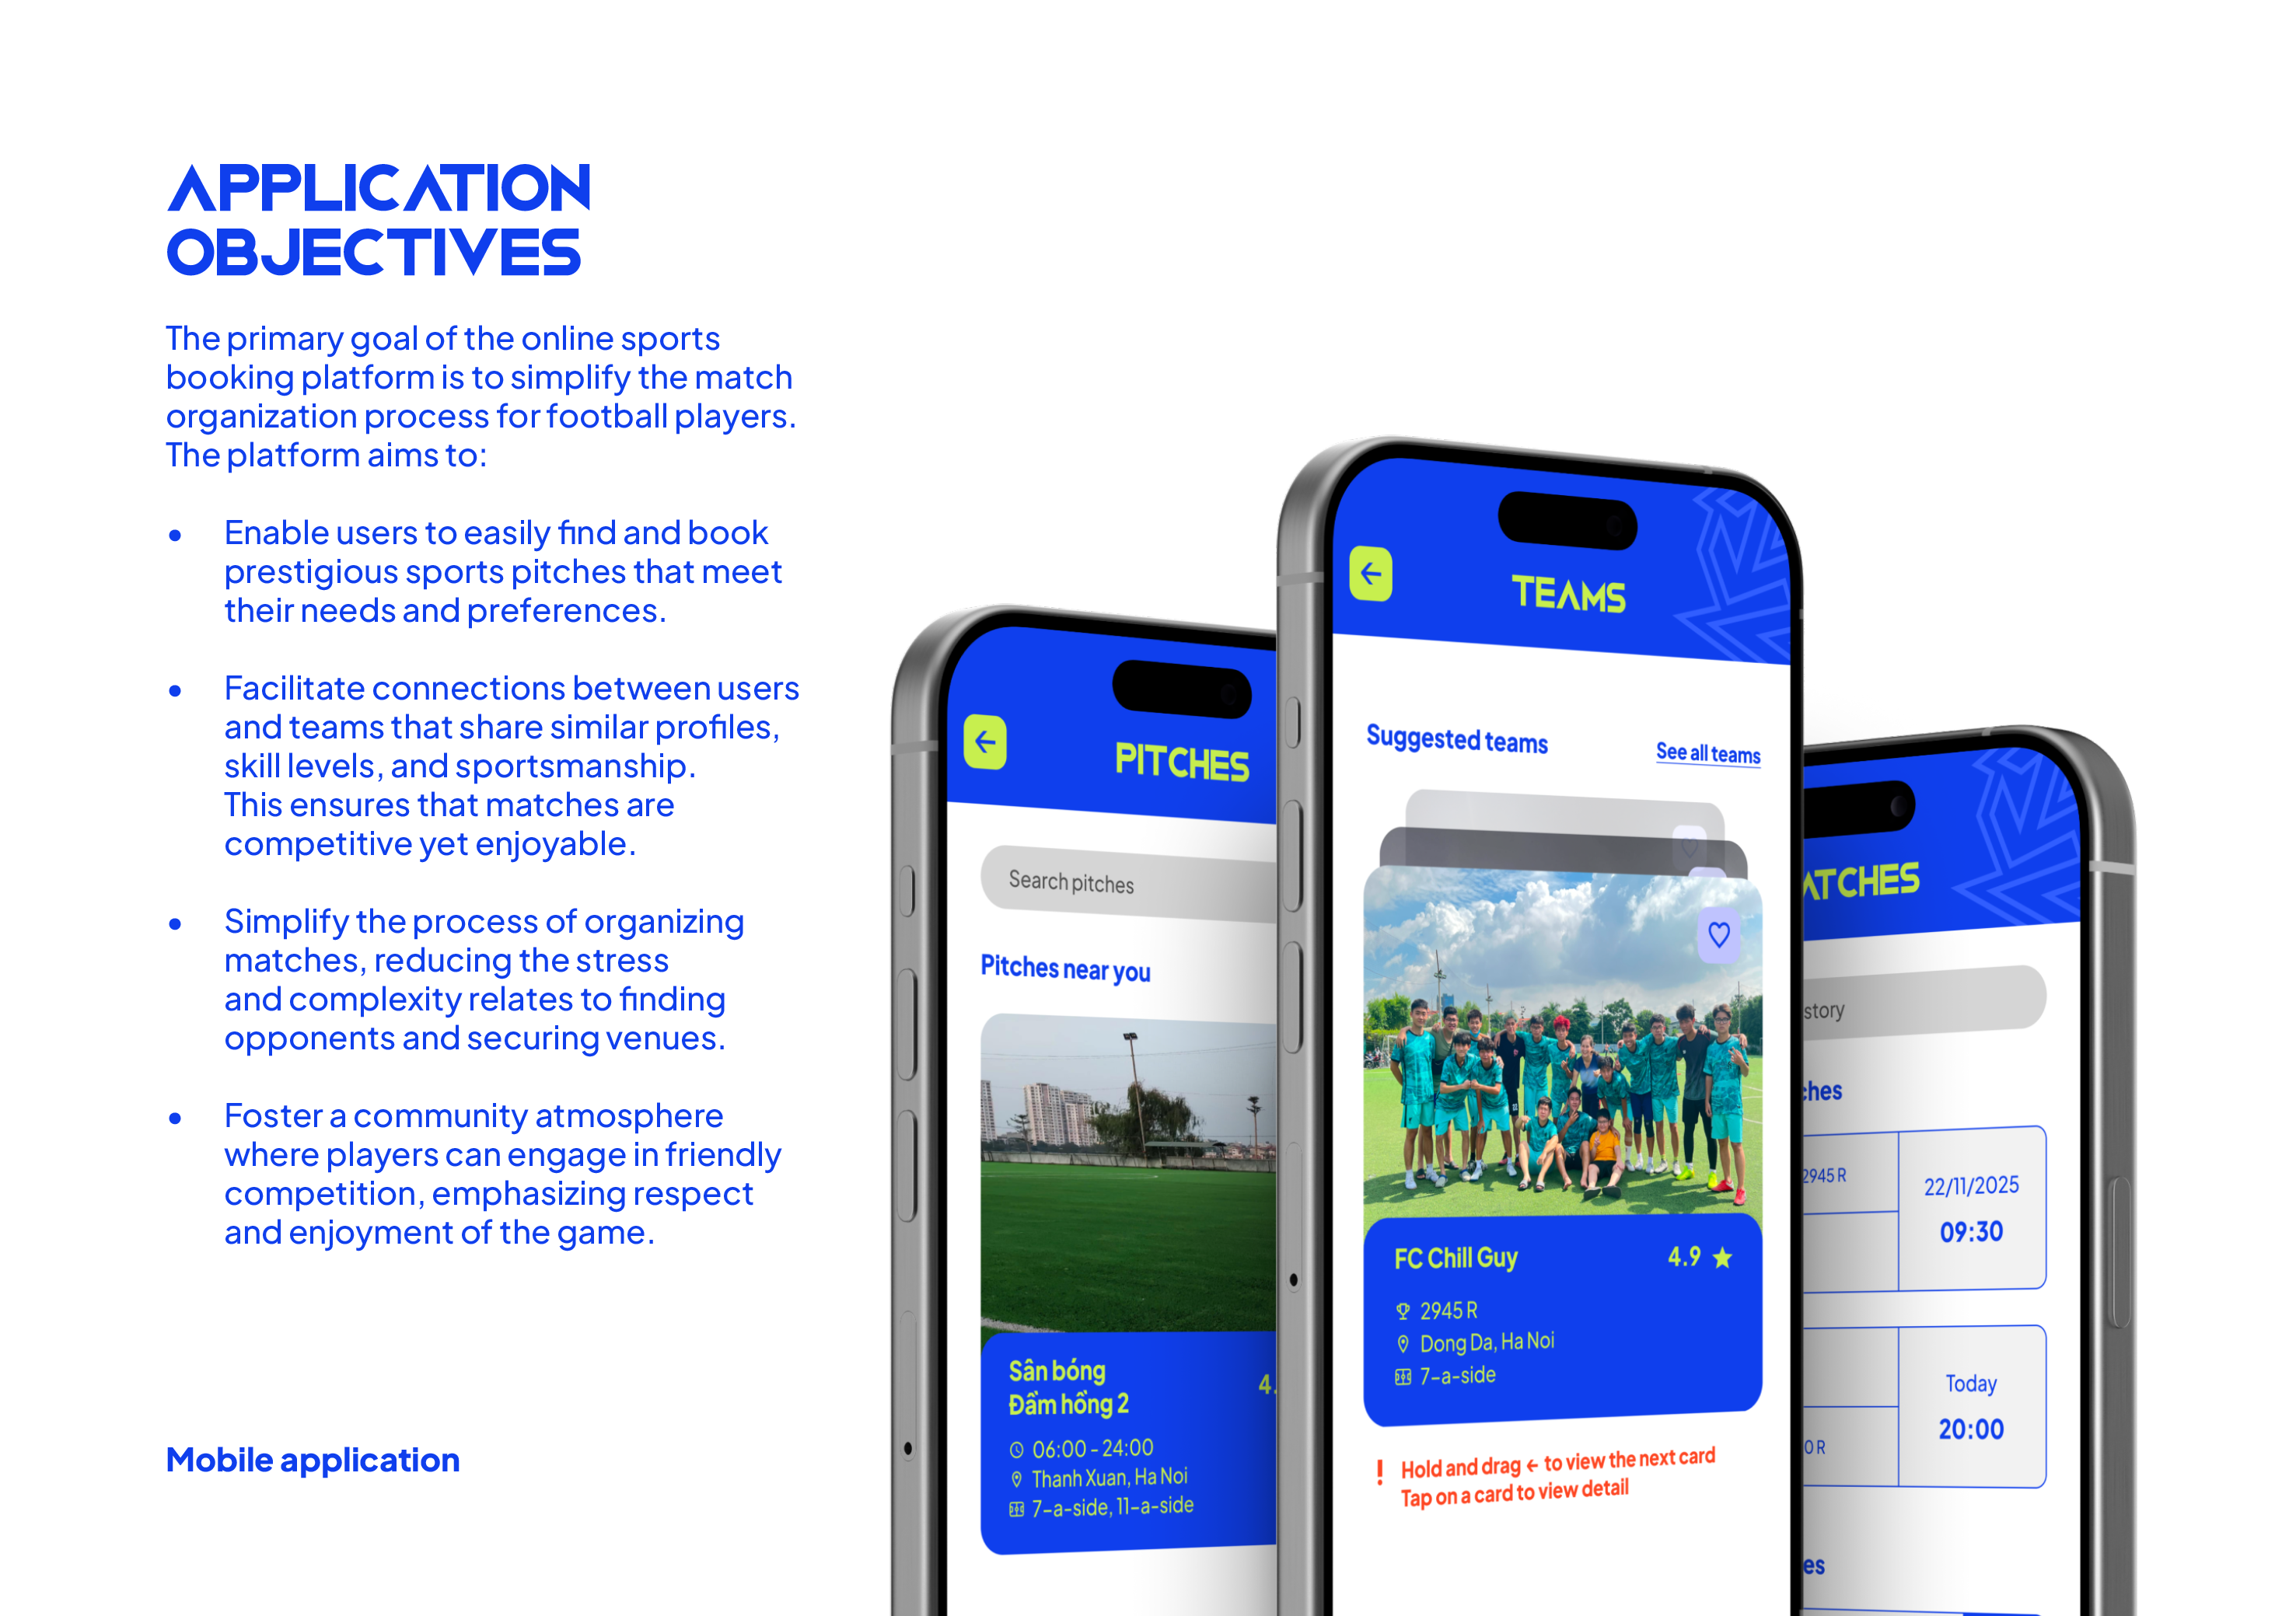 APPLICATION
OBJECTIVES
The primary goal of the online sports
booking platform is to simplify the match
organization process for football players.
The platform aims to:
• Enable users to easily find and book
prestigious sports pitches that meet
their needs and preferences.
• Facilitate connections between users
and teams that share similar profiles,
skill levels, and sportsmanship.
This ensures that matches are
competitive yet enjoyable.
• Simplify the process of organizing
matches, reducing the stress
and complexity relates to finding
opponents and securing venues.
• Foster a community atmosphere
where players can engage in friendly
competition, emphasizing respect
and enjoyment of the game.
Mobile application
PITCHES
Search pitches
Pitches near you
Sân bóng
Đầm hồng 2
4.
06:00 - 24:00
Thanh Xuan, Ha Noi
7-a-side, 11-a-side
TEAMS
Suggested teams
See all teams
FC Chill Guy
4.9 ★
2945 R
Dong Da, Ha Noi
7-a-side
! Hold and drag ← to view the next card
Tap on a card to view detail
ATCHES
story
ches
2945 R
22/11/2025
09:30
Today
20:00
0 R
es